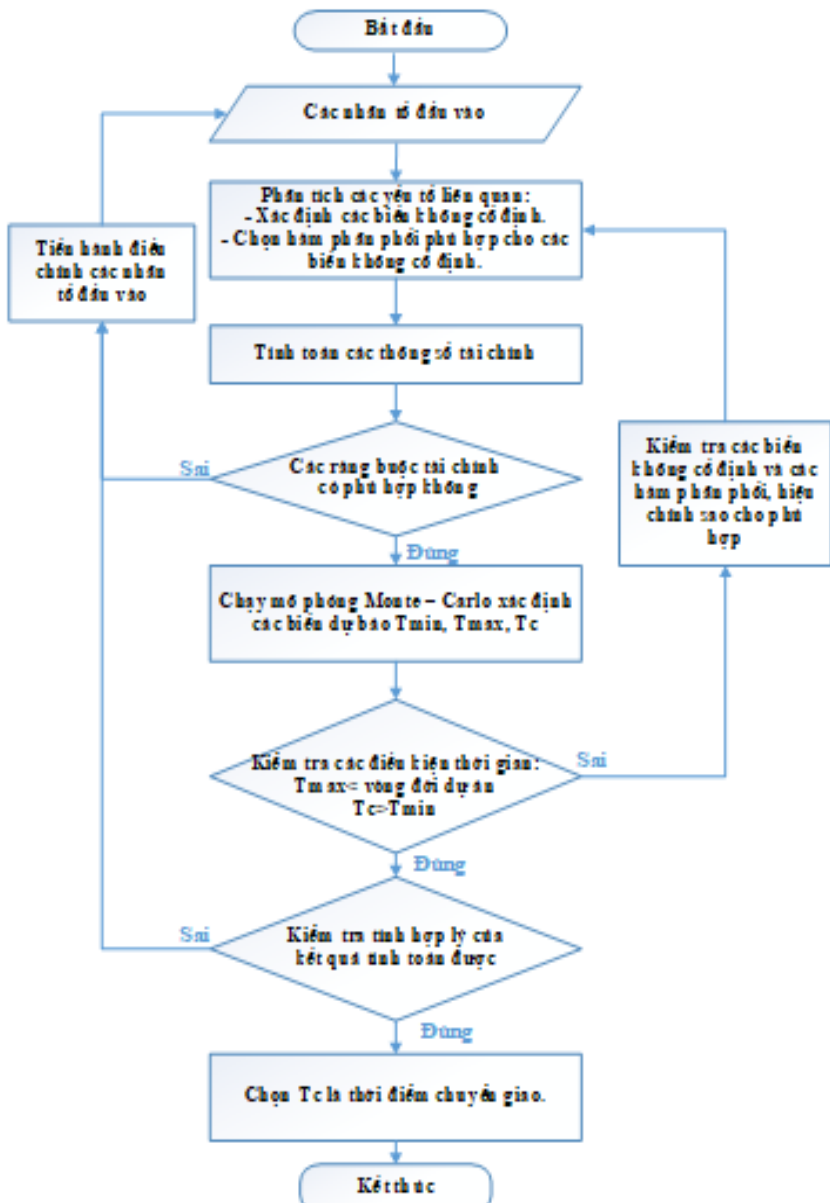 Bắt đầu
Các nhân tố đầu vào
Phân tích các yếu tố liên quan:
- Xác định các biến không cố định.
- Chọn hàm phân phối phù hợp cho các
biến không cố định.
Tiến hành điều
chỉnh các nhân
tố đầu vào
Tính toán các thông số tài chính
Sai
Các ràng buộc tài chính
có phù hợp không
Kiểm tra các biến
không cố định và các
hàm phân phối, hiệu
chỉnh sao cho phù
hợp
Đúng
Chạy mô phỏng Monte – Carlo xác định
các biến dự báo Tmin, Tmax, Tc
Kiểm tra các điều kiện thời gian:
Tmax<= vòng đời dự án
Tc>Tmin
Sai
Đúng
Sai
Kiểm tra tính hợp lý của
kết quả tính toán được
Đúng
Chọn Tc là thời điểm chuyển giao.
Kết thúc